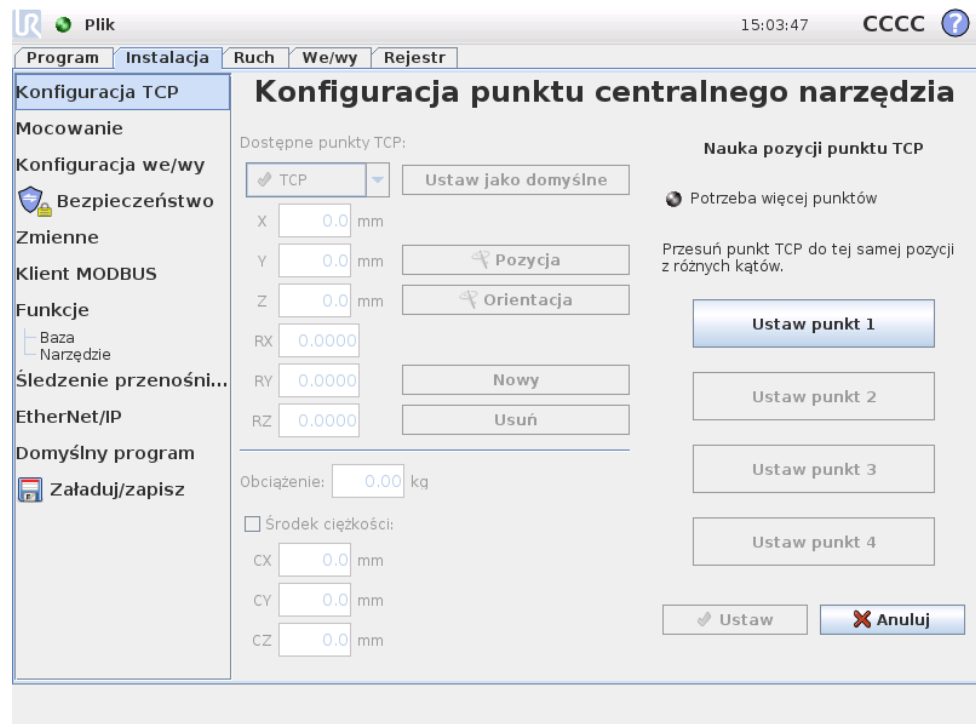 UR Plik 15:03:47 CCCC ?
Program Instalacja Ruch We/wy Rejestr
Konfiguracja TCP
Mocowanie
Konfiguracja we/wy
Bezpieczeństwo
Zmienne
Klient MODBUS
Funkcje
Baza
Narzędzie
Śledzenie przenośni...
EtherNet/IP
Domyślny program
Załaduj/zapisz
Konfiguracja punktu centralnego narzędzia
Dostępne punkty TCP:
TCP Ustaw jako domyślne
X 0.0 mm
Y 0.0 mm Pozycja
Z 0.0 mm Orientacja
RX 0.0000
RY 0.0000 Nowy
RZ 0.0000 Usuń
Obciążenie: 0.00 kg
Środek ciężkości:
CX 0.0 mm
CY 0.0 mm
CZ 0.0 mm
Nauka pozycji punktu TCP
Potrzeba więcej punktów
Przesuń punkt TCP do tej samej pozycji
z różnych kątów.
Ustaw punkt 1
Ustaw punkt 2
Ustaw punkt 3
Ustaw punkt 4
Ustaw Anuluj